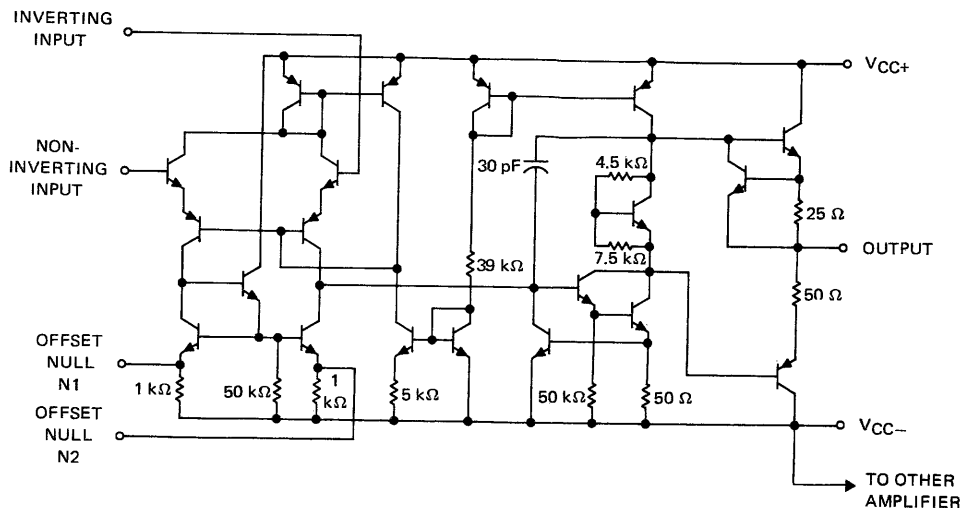 INVERTING
INPUT
VCC+
NON-
INVERTING
INPUT
30 pF
4.5 kΩ
7.5 kΩ
25 Ω
OUTPUT
39 kΩ
50 Ω
OFFSET
NULL
N1
1 kΩ
50 kΩ
1
kΩ
5 kΩ
50 kΩ
50 Ω
OFFSET
NULL
N2
VCC−
TO OTHER
AMPLIFIER